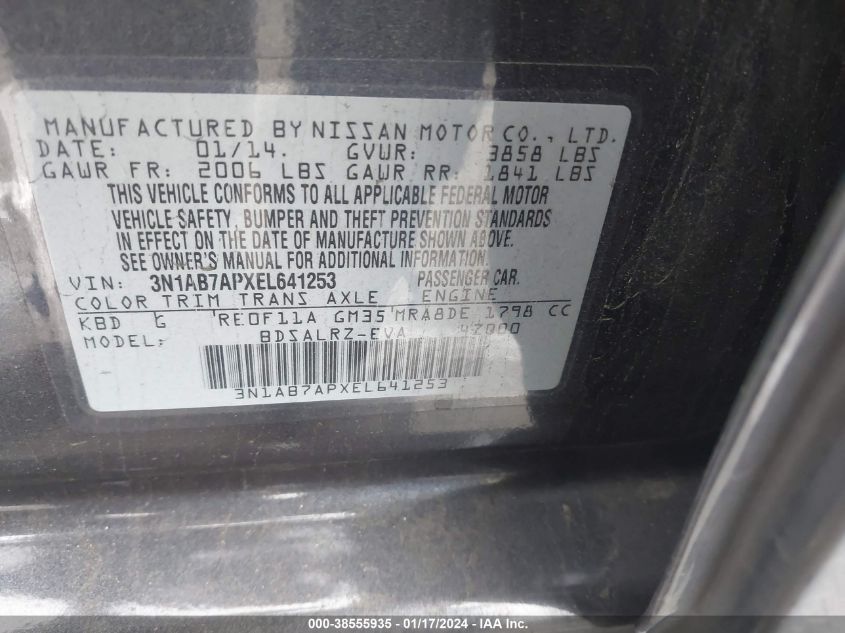 MANUFACTURED BY NISSAN MOTOR CO., LTD.
DATE: 01/14. GVWR: 3858 LBS
GAWR FR: 2006 LBS GAWR RR: 1841 LBS
THIS VEHICLE CONFORMS TO ALL APPLICABLE FEDERAL MOTOR
VEHICLE SAFETY, BUMPER AND THEFT PREVENTION STANDARDS
IN EFFECT ON THE DATE OF MANUFACTURE SHOWN ABOVE.
SEE OWNER'S MANUAL FOR ADDITIONAL INFORMATION.
VIN: 3N1AB7APXEL641253 PASSENGER CAR.
COLOR TRIM TRANS AXLE ENGINE
KBD G RE0F11A GM35 MRA8DE 1798 CC
MODEL: BDSALRZ-EVA 47000
3N1AB7APXEL641253
000-38555935 - 01/17/2024 - IAA Inc.